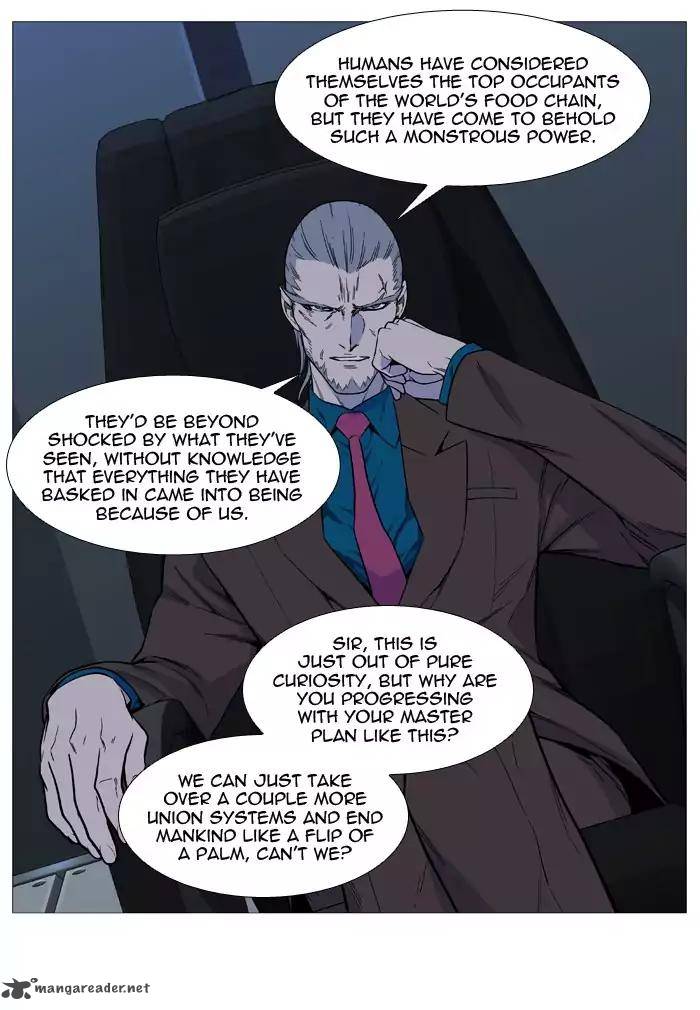 HUMANS HAVE CONSIDERED
THEMSELVES THE TOP OCCUPANTS
OF THE WORLD'S FOOD CHAIN,
BUT THEY HAVE COME TO BEHOLD
SUCH A MONSTROUS POWER.
THEY'D BE BEYOND
SHOCKED BY WHAT THEY'VE
SEEN, WITHOUT KNOWLEDGE
THAT EVERYTHING THEY HAVE
BASKED IN CAME INTO BEING
BECAUSE OF US.
SIR, THIS IS
JUST OUT OF PURE
CURIOSITY, BUT WHY ARE
YOU PROGRESSING
WITH YOUR MASTER
PLAN LIKE THIS?
WE CAN JUST TAKE
OVER A COUPLE MORE
UNION SYSTEMS AND END
MANKIND LIKE A FLIP OF
A PALM, CAN'T WE?
mangareader.net